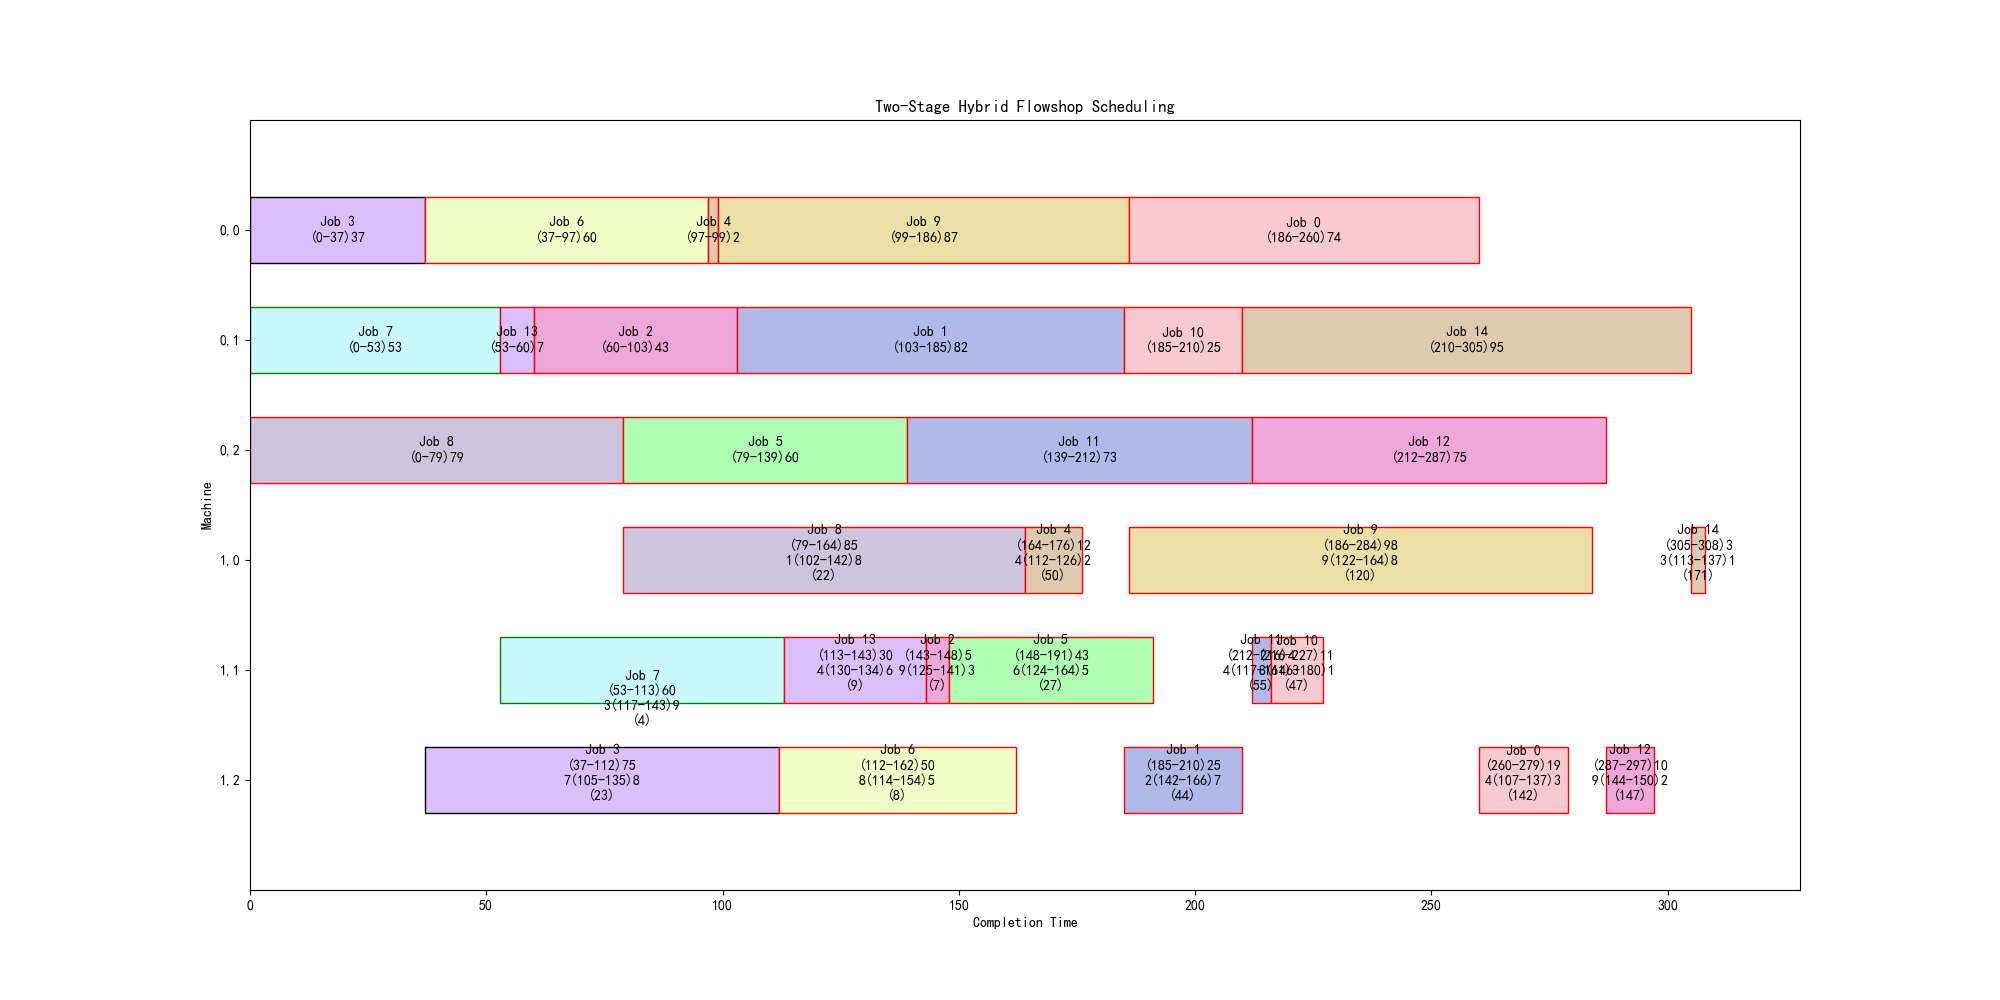 Two-Stage Hybrid Flowshop Scheduling
0,0
Job 3
(0-37)37
Job 6
(37-97)60
Job 4
(97-99)2
Job 9
(99-186)87
Job 0
(186-260)74
0,1
Job 7
(0-53)53
Job 13
(53-60)7
Job 2
(60-103)43
Job 1
(103-185)82
Job 10
(185-210)25
Job 14
(210-305)95
0,2
Job 8
(0-79)79
Job 5
(79-139)60
Job 11
(139-212)73
Job 12
(212-287)75
Machine
1,0
Job 8
(79-164)85
1(102-142)8
(22)
Job 4
(164-176)12
4(112-126)2
(50)
Job 9
(186-284)98
9(122-164)8
(120)
Job 14
(305-308)3
3(113-137)1
(171)
1,1
Job 7
(53-113)60
3(117-143)9
(4)
Job 13
(113-143)30
4(130-134)6
(9)
Job 2
(143-148)5
9(125-141)3
(7)
Job 5
(148-191)43
6(124-164)5
(27)
Job 11
(212-216)4
(55)
Job 10
(216-227)11
(47)
1,2
Job 3
(37-112)75
7(105-135)8
(23)
Job 6
(112-162)50
8(114-154)5
(8)
Job 1
(185-210)25
2(142-166)7
(44)
Job 0
(260-279)19
4(107-137)3
(142)
Job 12
(287-297)10
9(144-150)2
(147)
0
50
100
150
200
250
300
Completion Time